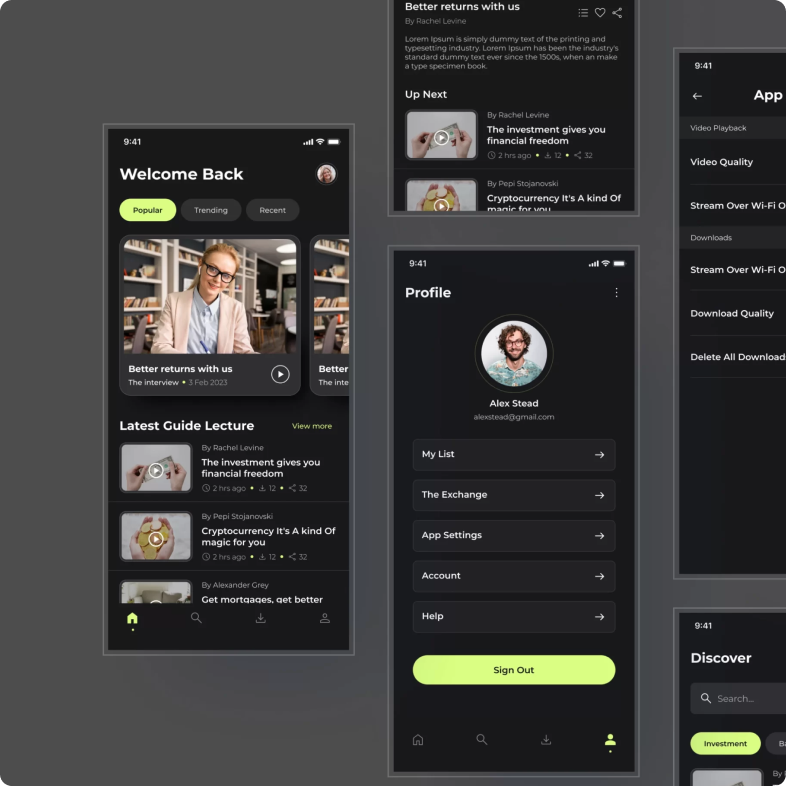 9:41
Welcome Back
Popular
Trending
Recent
Better returns with us
The interview • 3 Feb 2023
Better
The inte
Latest Guide Lecture
View more
By Rachel Levine
The investment gives you
financial freedom
2 hrs ago • 12 • 32
By Pepi Stojanovski
Cryptocurrency It's A kind Of
magic for you
2 hrs ago • 12 • 32
By Alexander Grey
Get mortgages, get better
Better returns with us
By Rachel Levine
Lorem Ipsum is simply dummy text of the printing and
typesetting industry. Lorem Ipsum has been the industry's
standard dummy text ever since the 1500s, when an make
a type specimen book.
Up Next
By Rachel Levine
The investment gives you
financial freedom
2 hrs ago • 12 • 32
By Pepi Stojanovski
Cryptocurrency It's A kind Of
magic for you
9:41
Profile
Alex Stead
alexstead@gmail.com
My List
The Exchange
App Settings
Account
Help
Sign Out
9:41
App
Video Playback
Video Quality
Stream Over Wi-Fi O
Downloads
Stream Over Wi-Fi O
Download Quality
Delete All Download
9:41
Discover
Search...
Investment
Ba
By